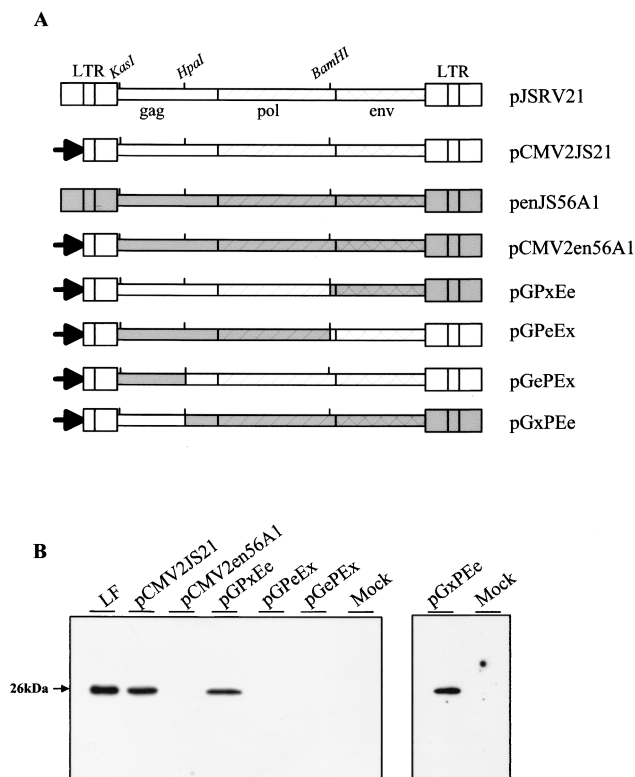 A
LTR KasI HpaI BamHI LTR
pJSRV21
gag pol env
pCMV2JS21
penJS56A1
pCMV2en56A1
pGPxEe
pGPeEx
pGePEx
pGxPEe
B
LF pCMV2JS21 pCMV2en56A1 pGPxEe pGPeEx pGePEx Mock pGxPEe Mock
26kDa